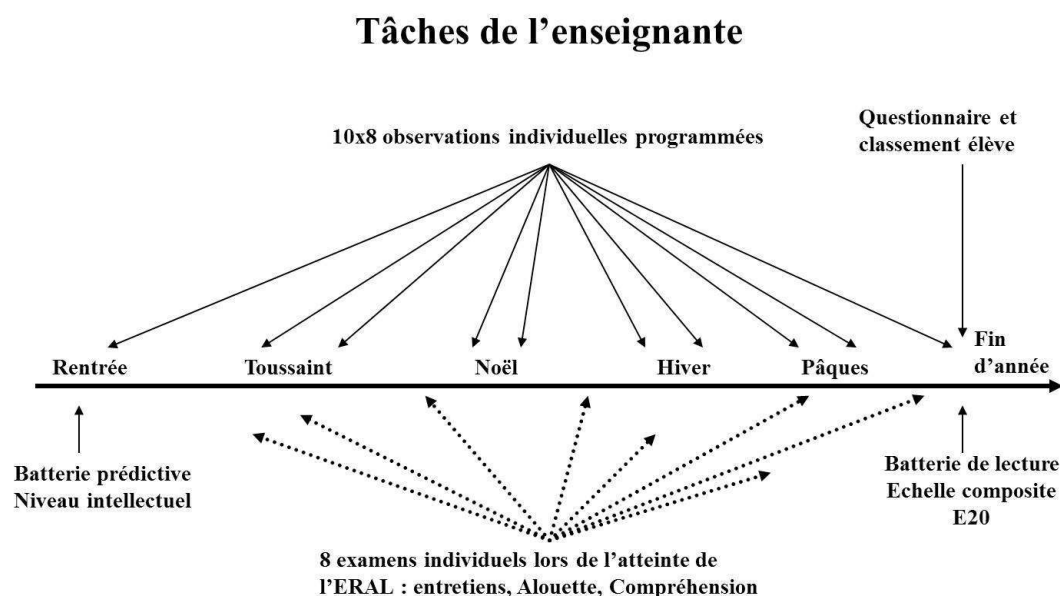 Tâches de l’enseignante
Questionnaire et
classement élève
10x8 observations individuelles programmées
Rentrée
Toussaint
Noël
Hiver
Pâques
Fin
d’année
Batterie prédictive
Niveau intellectuel
Batterie de lecture
Echelle composite
E20
8 examens individuels lors de l’atteinte de
l’ERAL : entretiens, Alouette, Compréhension